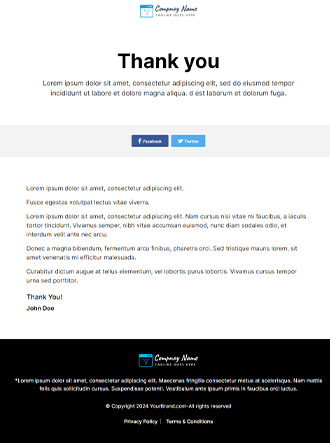 Company Name
TAGLINE GOES HERE
Thank you
Lorem ipsum dolor sit amet, consectetur adipiscing elit, sed do eiusmod tempor
incididunt ut labore et dolore magna aliqua. d est laborum et dolorum fuga.
Facebook
Twitter
Lorem ipsum dolor sit amet, consectetur adipiscing elit.
Fusce egestas volutpat lectus vitae viverra.
Lorem ipsum dolor sit amet, consectetur adipiscing elit. Nam cursus nisi vitae mi faucibus, a iaculis
tortor tincidunt. Vivamus semper, nibh vitae accumsan euismod, nunc diam sodales odio, et
interdum velit ante nec arcu.
Donec a magna bibendum, fermentum arcu finibus, pharetra orci. Sed tristique mauris lorem, sit
amet venenatis mi efficitur malesuada.
Curabitur dictum augue at tellus elementum, vel lobortis purus lobortis. Vivamus cursus tempor
urna sed porttitor.
Thank You!
John Doe
Company Name
TAGLINE GOES HERE
*Lorem ipsum dolor sit amet, consectetur adipiscing elit. Maecenas fringilla consectetur metus at scelerisque. Nam mattis
felis quis sollicitudin cursus. Suspendisse potenti. Vestibulum ante ipsum primis in faucibus orci luctus.
© Copyright 2024 YourBrand.com-All rights reserved
Privacy Policy | Terms & Conditions